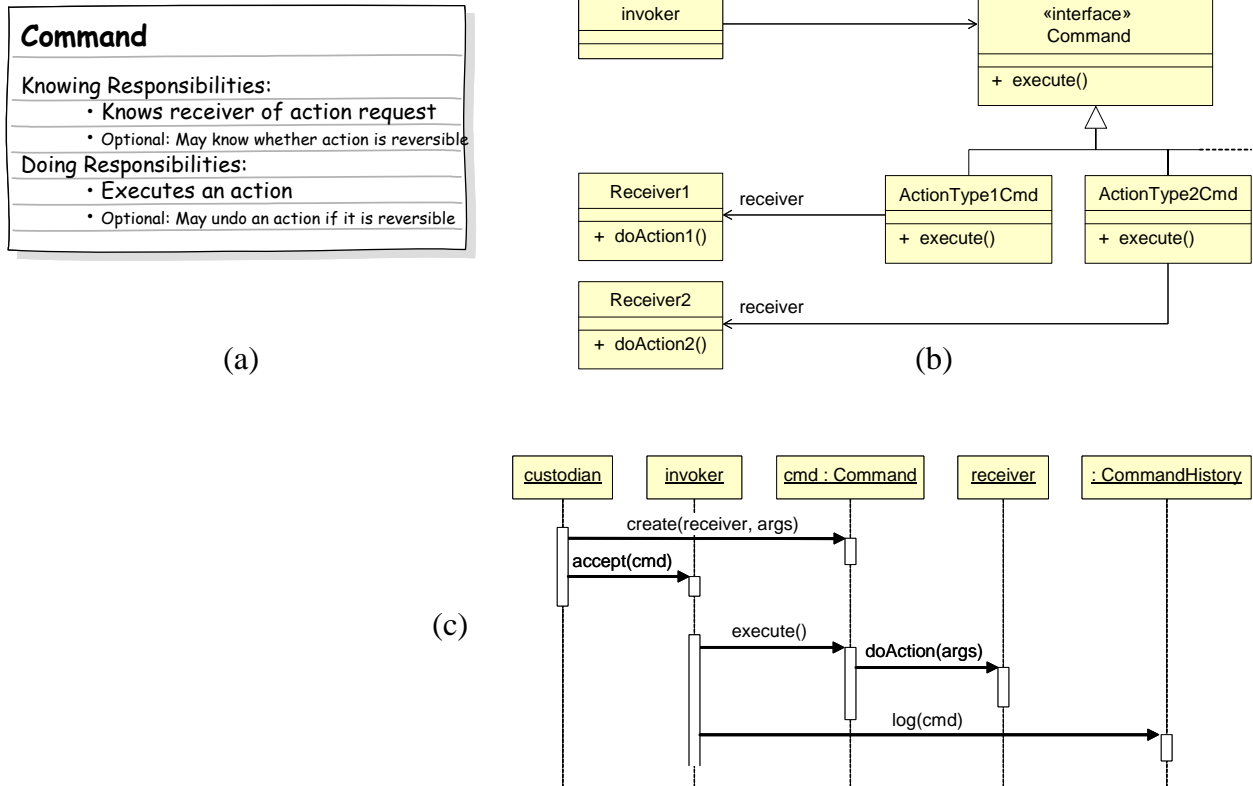 Command
Knowing Responsibilities:
• Knows receiver of action request
• Optional: May know whether action is reversible
Doing Responsibilities:
• Executes an action
• Optional: May undo an action if it is reversible
(a)
invoker
«interface»
Command
+ execute()
Receiver1
+ doAction1()
receiver
ActionType1Cmd
+ execute()
ActionType2Cmd
+ execute()
Receiver2
+ doAction2()
receiver
(b)
custodian
invoker
cmd : Command
receiver
: CommandHistory
create(receiver, args)
accept(cmd)
execute()
doAction(args)
log(cmd)
(c)